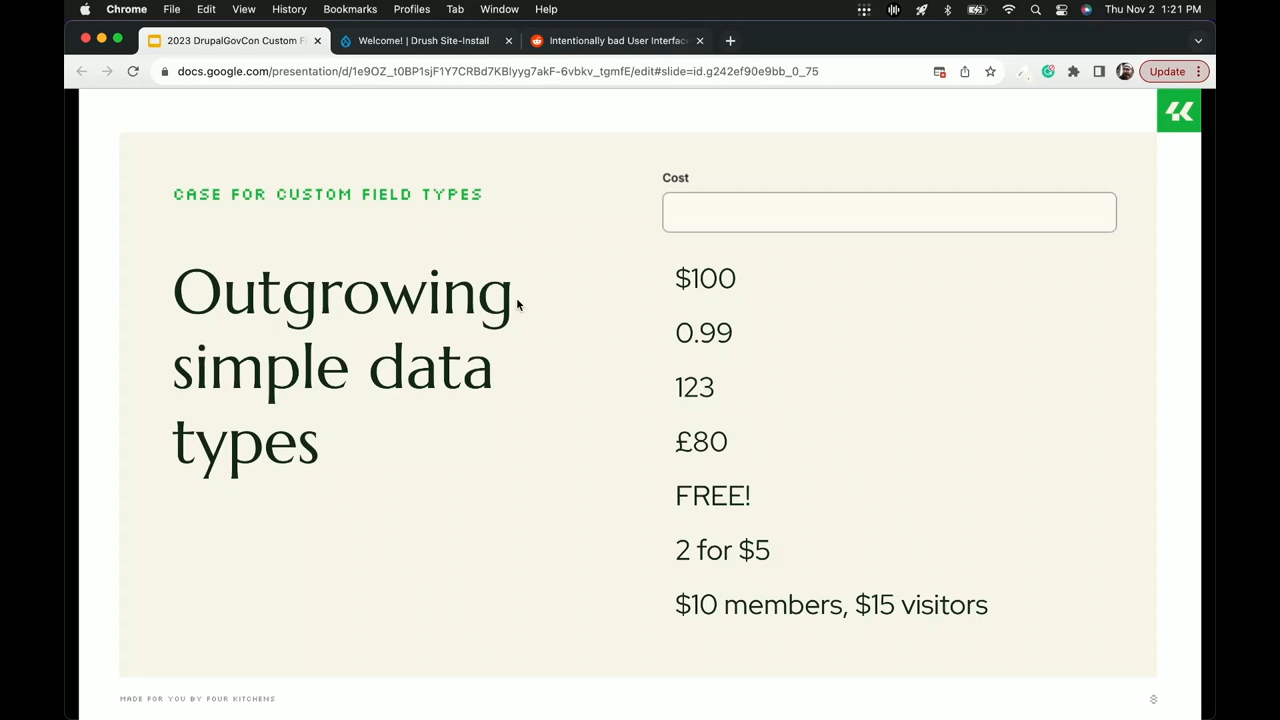 Chrome File Edit View History Bookmarks Profiles Tab Window Help Thu Nov 2 1:21 PM
2023 DrupalGovCon Custom F Welcome! | Drush Site-Install Intentionally bad User Interface
docs.google.com/presentation/d/1e9OZ_t0BP1sjF1Y7CRBd7KBlyyg7akF-6vbkv_tgmfE/edit#slide=id.g242ef90e9bb_0_75 Update
CASE FOR CUSTOM FIELD TYPES
Outgrowing
simple data
types
Cost
$100
0.99
123
£80
FREE!
2 for $5
$10 members, $15 visitors
MADE FOR YOU BY FOUR KITCHENS